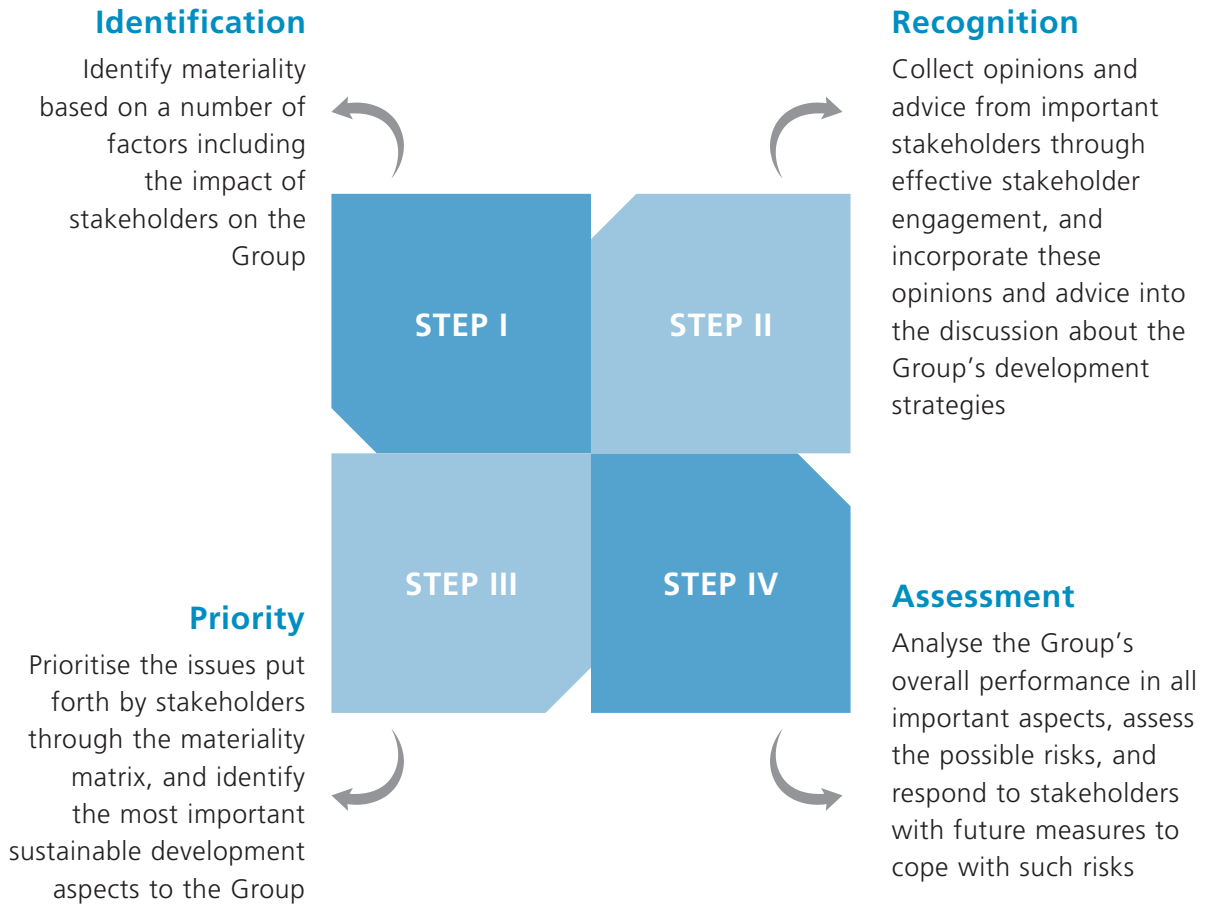 Identification
Identify materiality
based on a number of
factors including
the impact of
stakeholders on the
Group
STEP I
Recognition
Collect opinions and
advice from important
stakeholders through
effective stakeholder
engagement, and
incorporate these
opinions and advice into
the discussion about the
Group’s development
strategies
STEP II
STEP III
Priority
Prioritise the issues put
forth by stakeholders
through the materiality
matrix, and identify
the most important
sustainable development
aspects to the Group
STEP IV
Assessment
Analyse the Group’s
overall performance in all
important aspects, assess
the possible risks, and
respond to stakeholders
with future measures to
cope with such risks